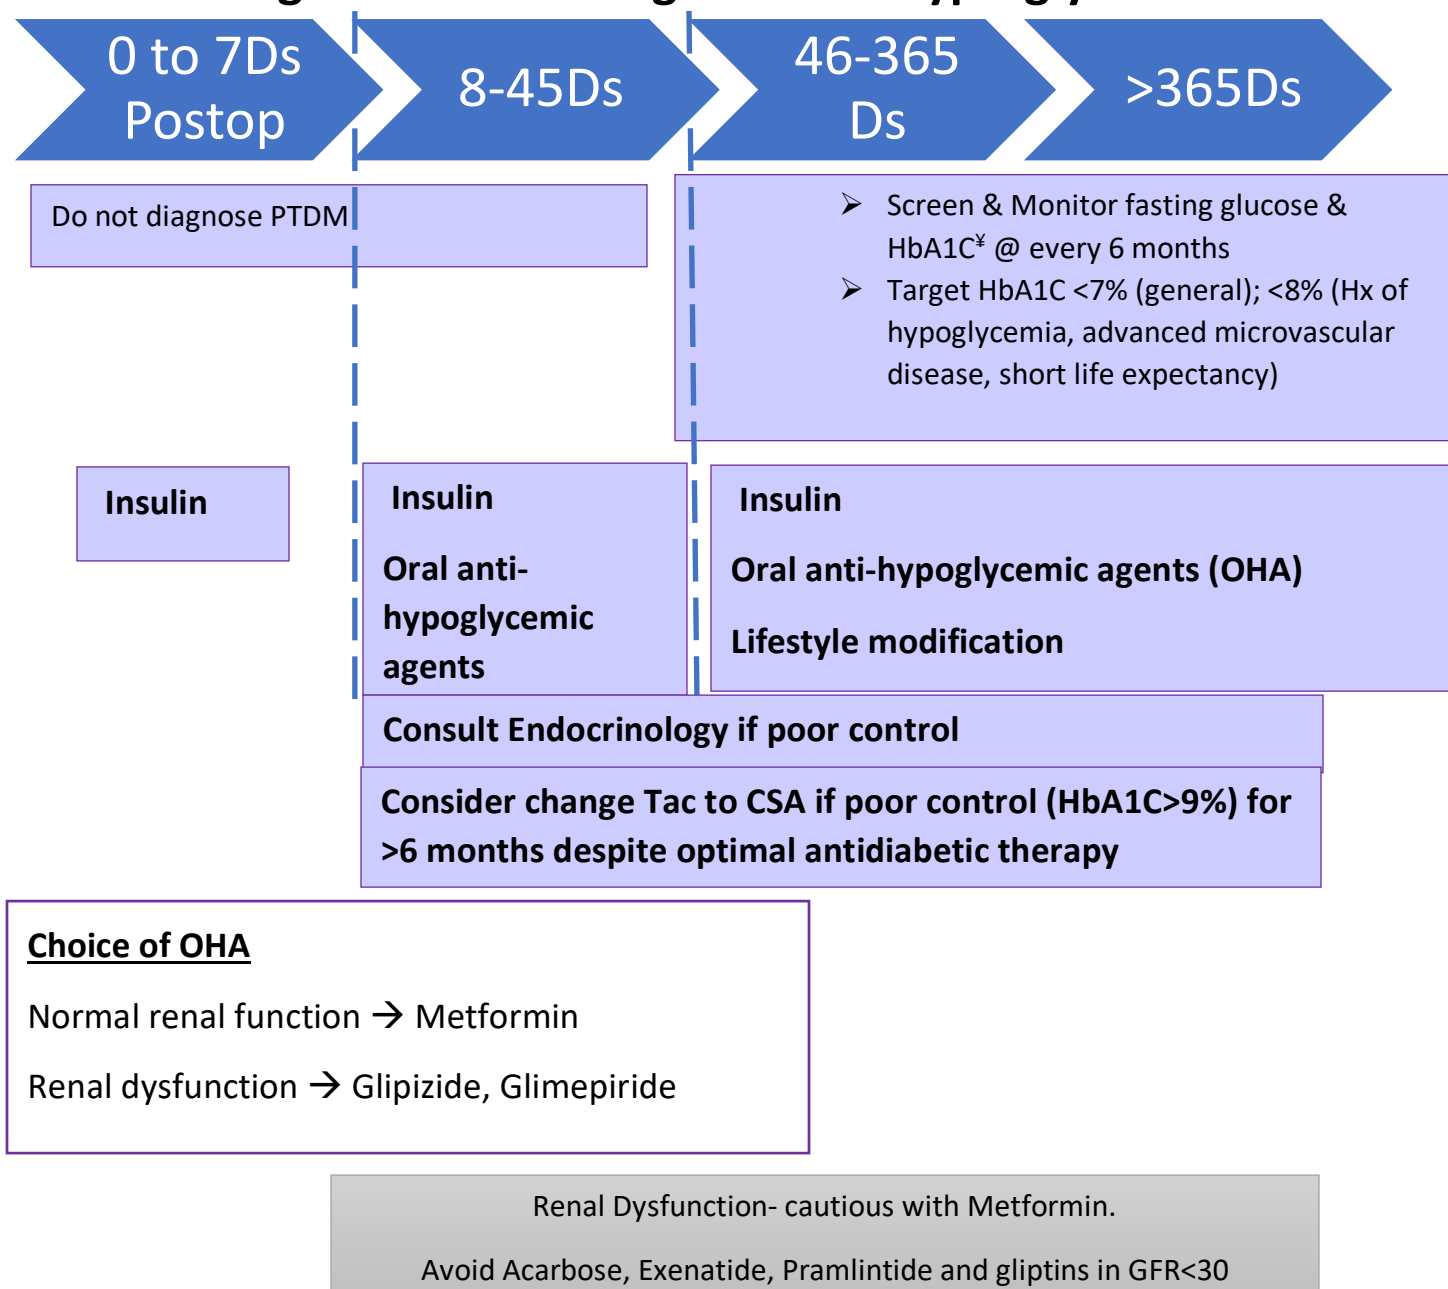 0 to 7Ds
Postop
8-45Ds
46-365
Ds
>365Ds
Do not diagnose PTDM
➢ Screen & Monitor fasting glucose &
HbA1C¥ @ every 6 months
➢ Target HbA1C <7% (general); <8% (Hx of
hypoglycemia, advanced microvascular
disease, short life expectancy)
Insulin
Insulin
Oral anti-
hypoglycemic
agents
Insulin
Oral anti-hypoglycemic agents (OHA)
Lifestyle modification
Consult Endocrinology if poor control
Consider change Tac to CSA if poor control (HbA1C>9%) for
>6 months despite optimal antidiabetic therapy
Choice of OHA
Normal renal function → Metformin
Renal dysfunction → Glipizide, Glimepiride
Renal Dysfunction- cautious with Metformin.
Avoid Acarbose, Exenatide, Pramlintide and gliptins in GFR<30